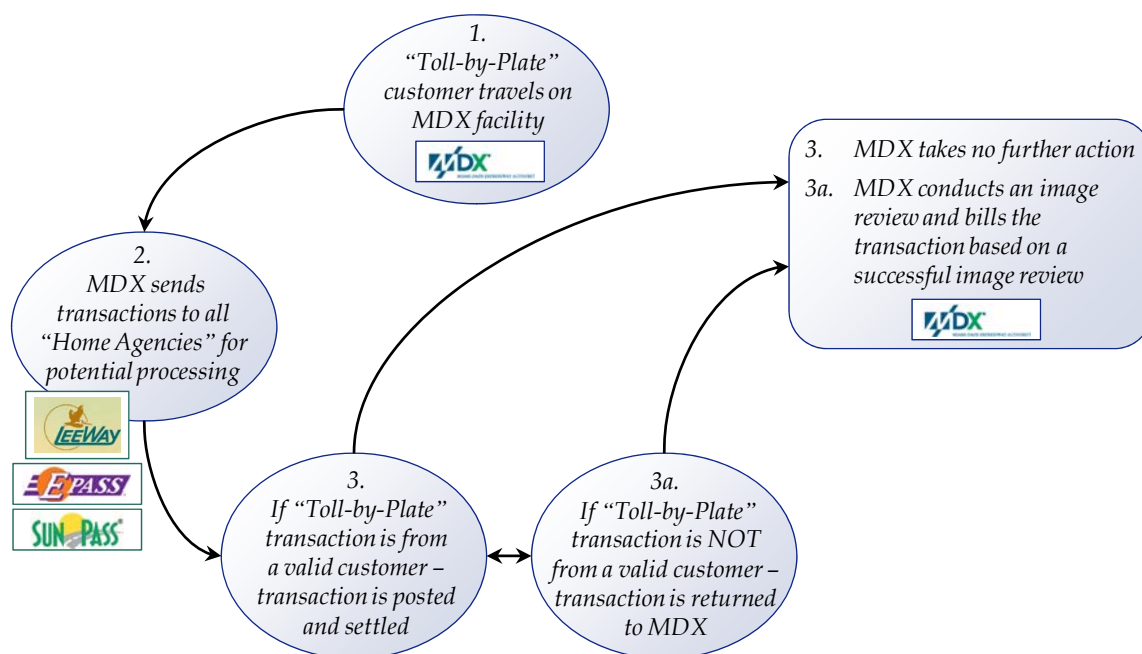 1.
“Toll-by-Plate”
customer travels on
MDX facility
MDX
2.
MDX sends
transactions to all
“Home Agencies” for
potential processing
LEEWAY
E-PASS
SUNPASS®
3.
If “Toll-by-Plate”
transaction is from
a valid customer –
transaction is posted
and settled
3a.
If “Toll-by-Plate”
transaction is NOT
from a valid customer –
transaction is returned
to MDX
3. MDX takes no further action
3a. MDX conducts an image
review and bills the
transaction based on a
successful image review
MDX